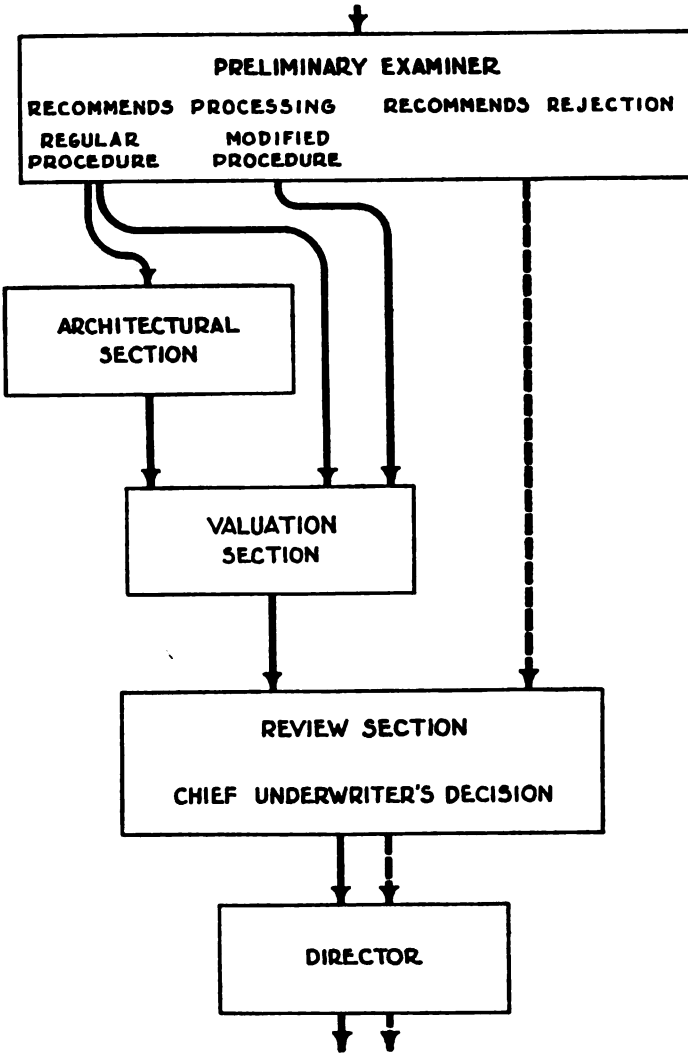 PRELIMINARY EXAMINER
RECOMMENDS PROCESSING RECOMMENDS REJECTION
REGULAR MODIFIED
PROCEDURE PROCEDURE
ARCHITECTURAL
SECTION
VALUATION
SECTION
REVIEW SECTION
CHIEF UNDERWRITER'S DECISION
DIRECTOR